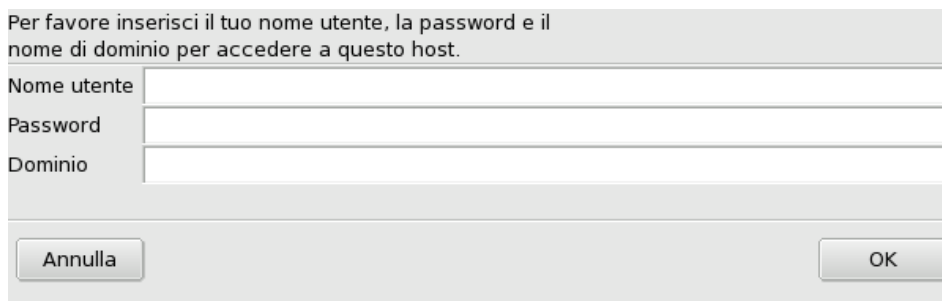 Per favore inserisci il tuo nome utente, la password e il
nome di dominio per accedere a questo host.
Nome utente
Password
Dominio
Annulla
OK